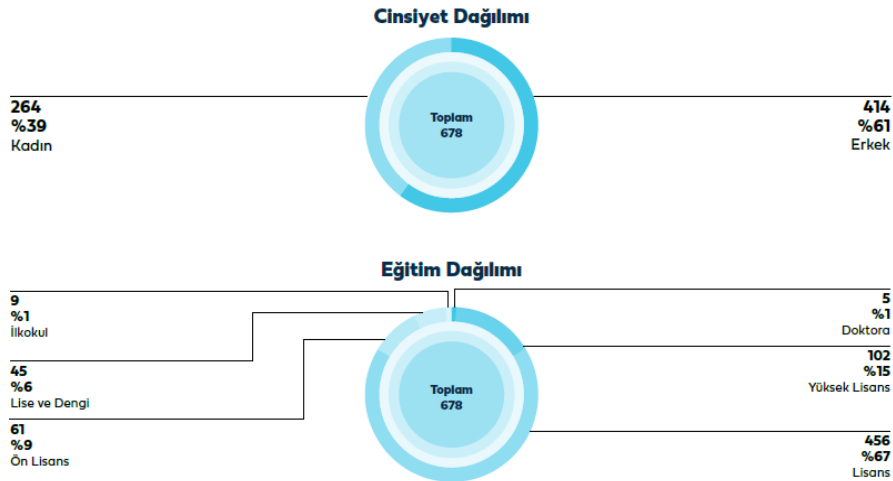 Cinsiyet Dağılımı
264
%39
Kadın
Toplam
678
414
%61
Erkek
Eğitim Dağılımı
9
%1
İlkokul
45
%6
Lise ve Dengi
61
%9
Ön Lisans
Toplam
678
5
%1
Doktora
102
%15
Yüksek Lisans
456
%67
Lisans